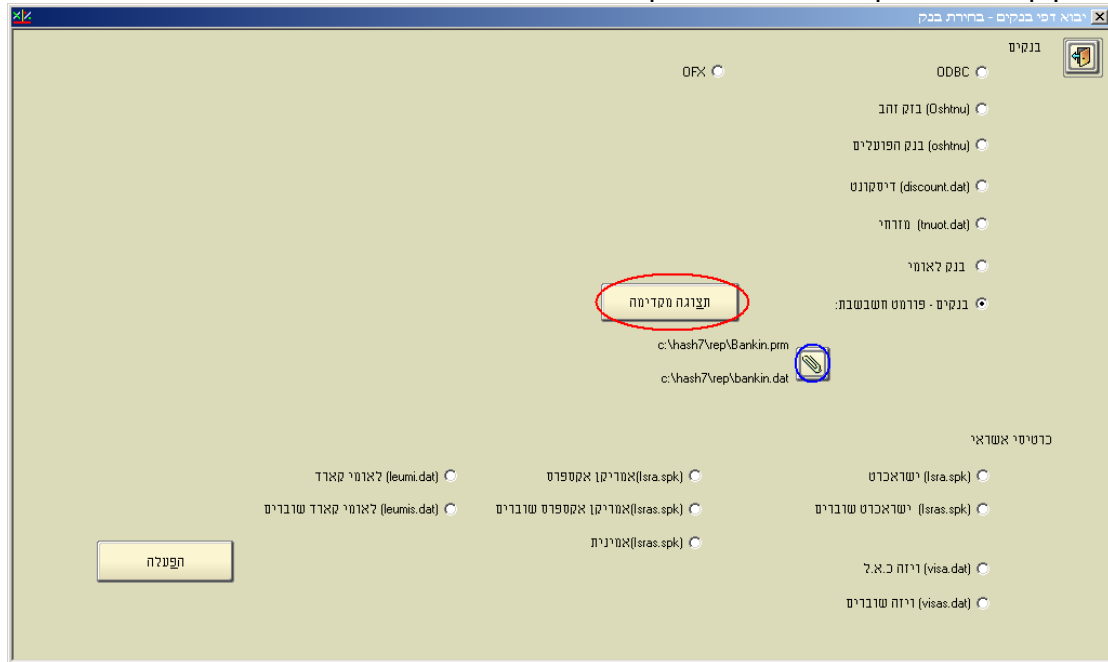 יבוא דפי בנקים - בחירת בנק
בנקים
ODBC
OFX
(Oshtnu) בזק זהב
(oshtnu) בנק הפועלים
(discount.dat) דיסקונט
(tnuot.dat) מזרחי
בנק לאומי
בנקים - פורמט חשבשבת:
תצוגה מקדימה
c:\hash7\rep\Bankin.prm
c:\hash7\rep\bankin.dat
כרטיסי אשראי
(Isra.spk) ישראכרט
(Isra.spk)אמריקן אקספרס
(leumi.dat) לאומי קארד
(Isras.spk) ישראכרט שוברים
(Isras.spk)אמריקן אקספרס שוברים
(leumis.dat) לאומי קארד שוברים
(Isras.spk)אמינית
הפעלה
(visa.dat) ויזה כ.א.ל
(visas.dat) ויזה שוברים